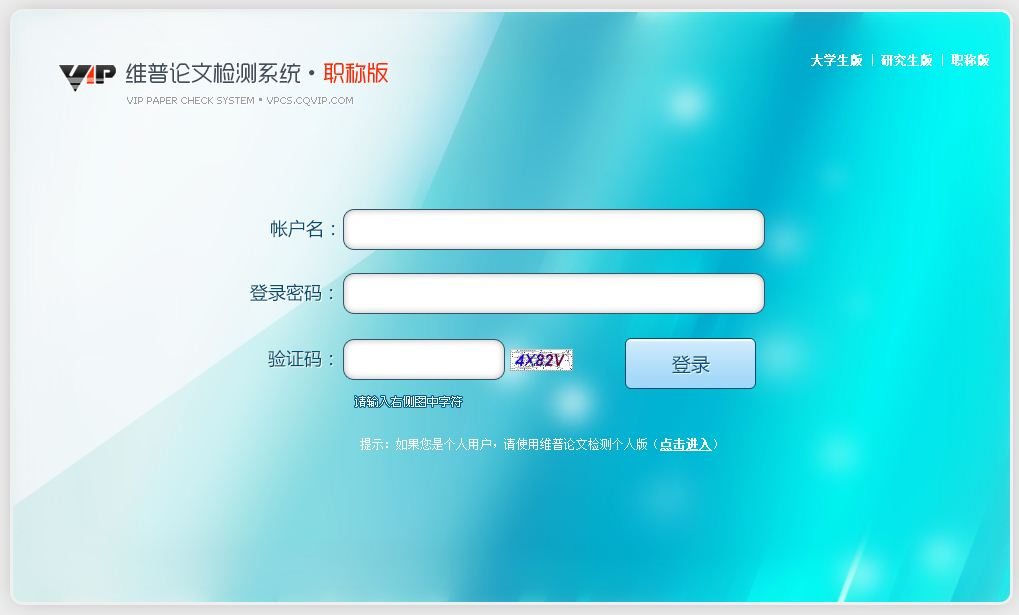 VIP 维普论文检测系统·职称版
VIP PAPER CHECK SYSTEM • VPCS.CQVIP.COM
大学生版 | 研究生版 | 职称版
帐户名：
登录密码：
验证码： 4X82V 登录
请输入右侧图中字符
提示：如果您是个人用户，请使用维普论文检测个人版（点击进入）